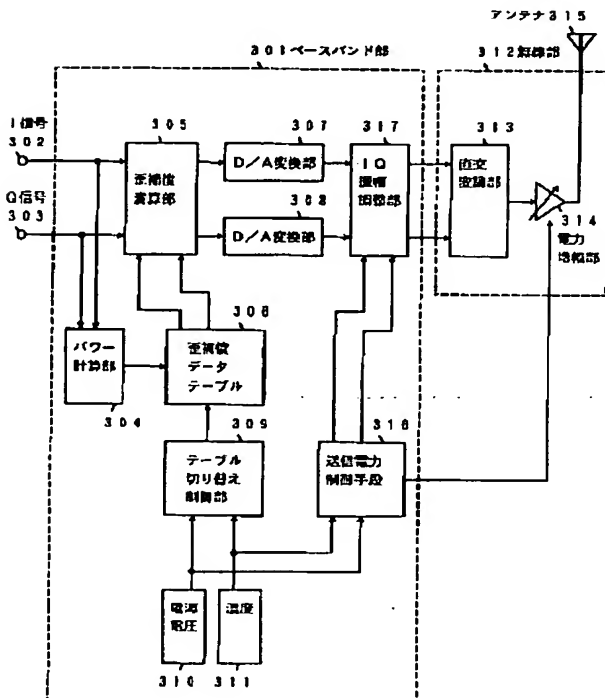 アンテナ315
301ベースバンド部
312無線部
I信号
302
305
307
317
313
歪補償
演算部
D/A変換部
IQ
振幅
調整部
直交
変調部
Q信号
303
308
D/A変換部
314
電力
増幅部
306
パワー
計算部
歪補償
データ
テーブル
304
309
316
テーブル
切り替え
制御部
送信電力
制御手段
電源
電圧
温度
310
311